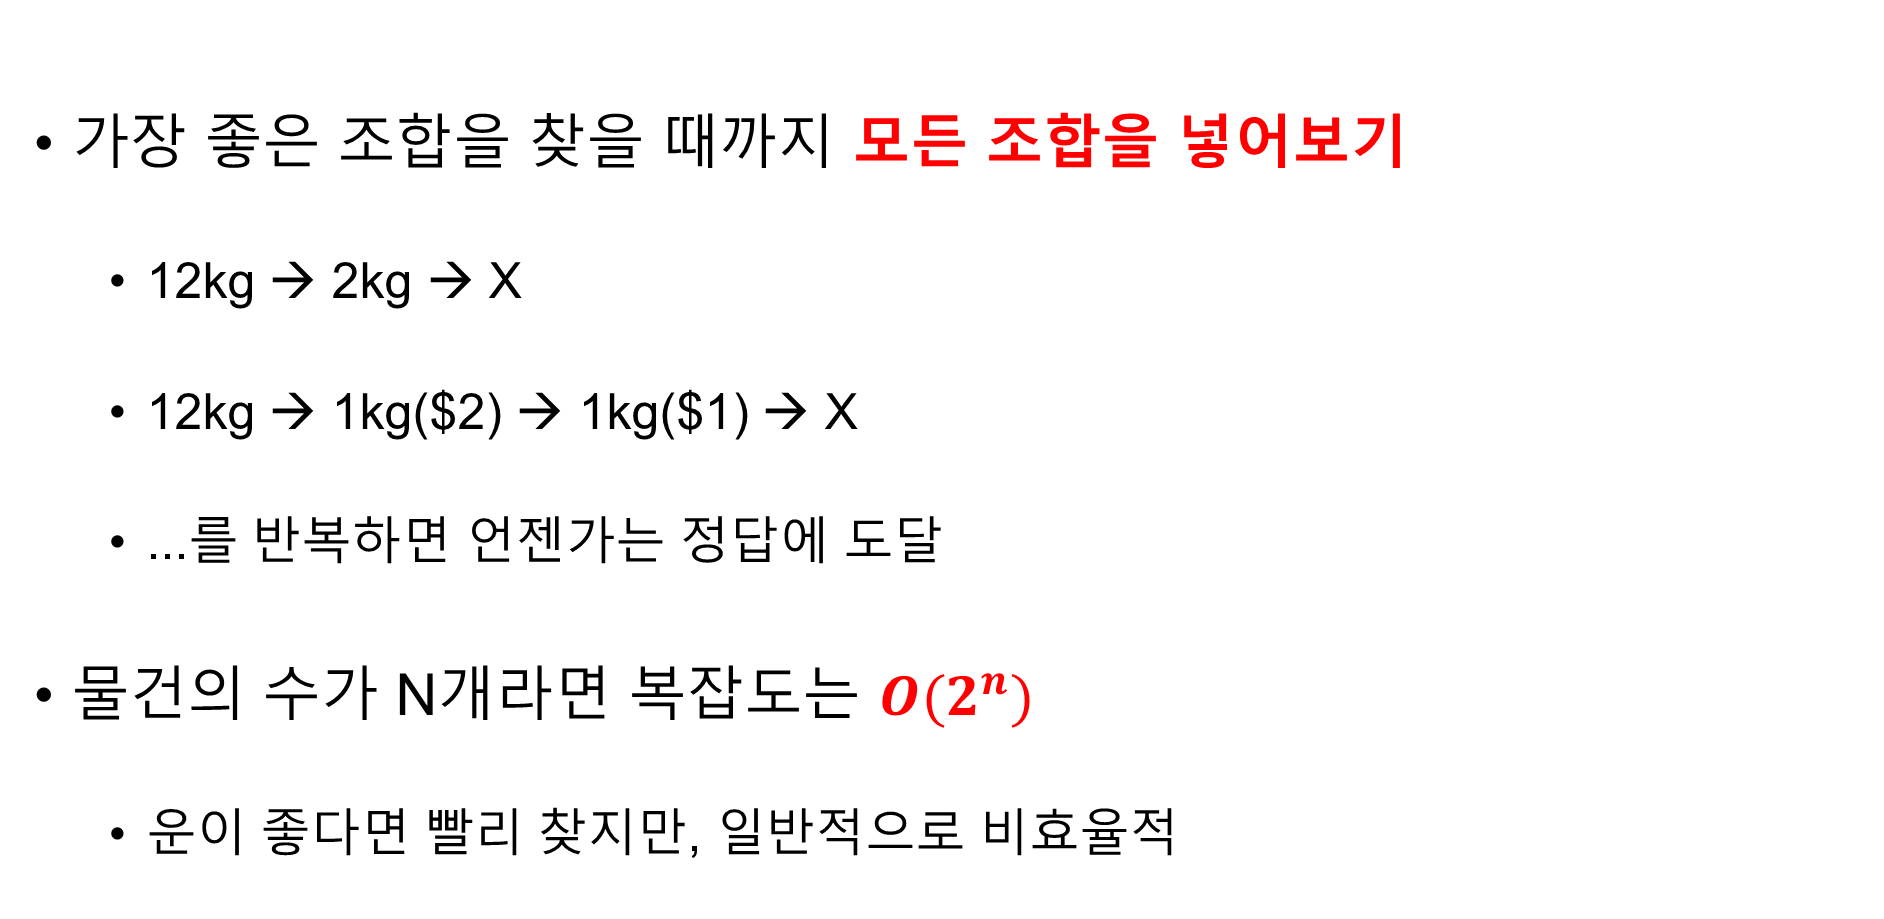 • 가장 좋은 조합을 찾을 때까지 모든 조합을 넣어보기
• 12kg → 2kg → X
• 12kg → 1kg($2) → 1kg($1) → X
• ...를 반복하면 언젠가는 정답에 도달
• 물건의 수가 N개라면 복잡도는 O(2ⁿ)
• 운이 좋다면 빨리 찾지만, 일반적으로 비효율적